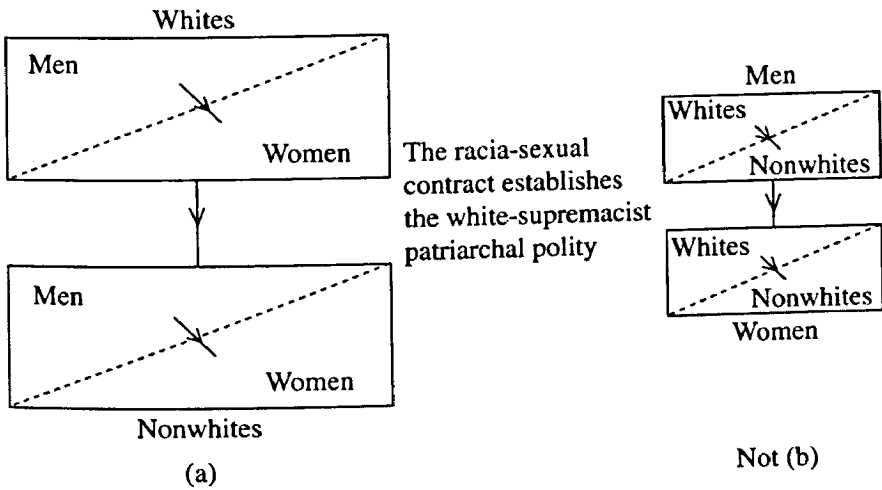 Whites
Men
Women
Men
Women
Nonwhites
(a)
The racia-sexual
contract establishes
the white-supremacist
patriarchal polity
Men
Whites
Nonwhites
Whites
Nonwhites
Women
Not (b)